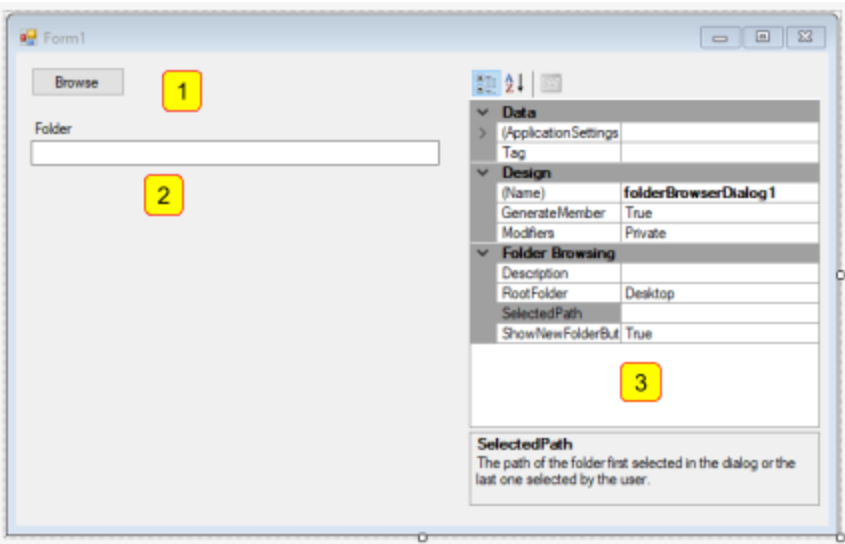 Form1
Browse
1
Folder
2
Data
(ApplicationSettings
Tag
Design
(Name) folderBrowserDialog1
GenerateMember True
Modifiers Private
Folder Browsing
Description
RootFolder Desktop
SelectedPath
ShowNewFolderBut True
3
SelectedPath
The path of the folder first selected in the dialog or the
last one selected by the user.